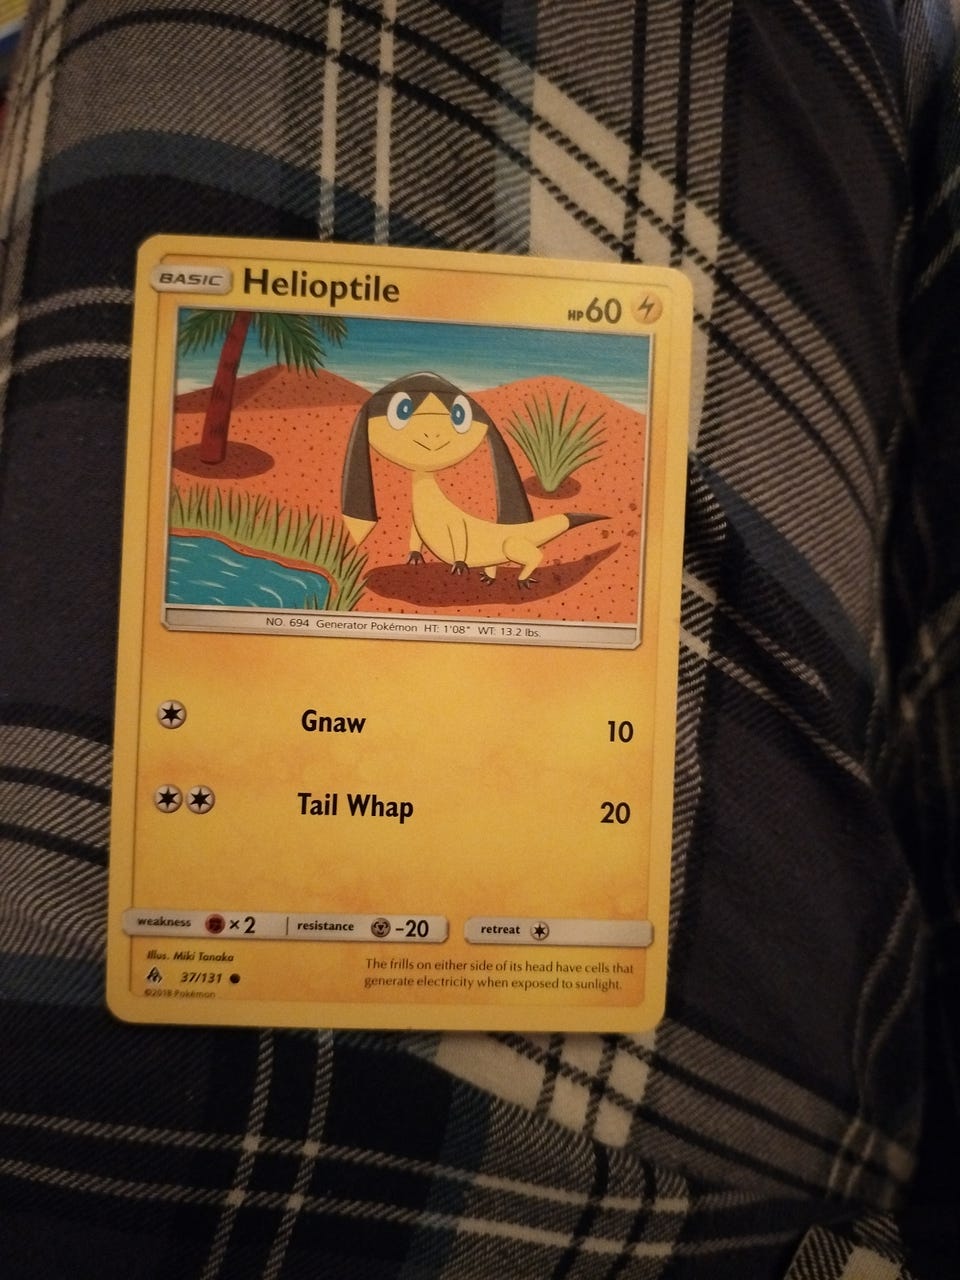 BASIC Helioptile HP60
NO. 694 Generator Pokémon HT: 1'08" WT: 13.2 lbs.
Gnaw 10
Tail Whap 20
weakness ×2 resistance -20 retreat
Illus. Miki Tanaka
37/131
©2018 Pokémon
The frills on either side of its head have cells that
generate electricity when exposed to sunlight.